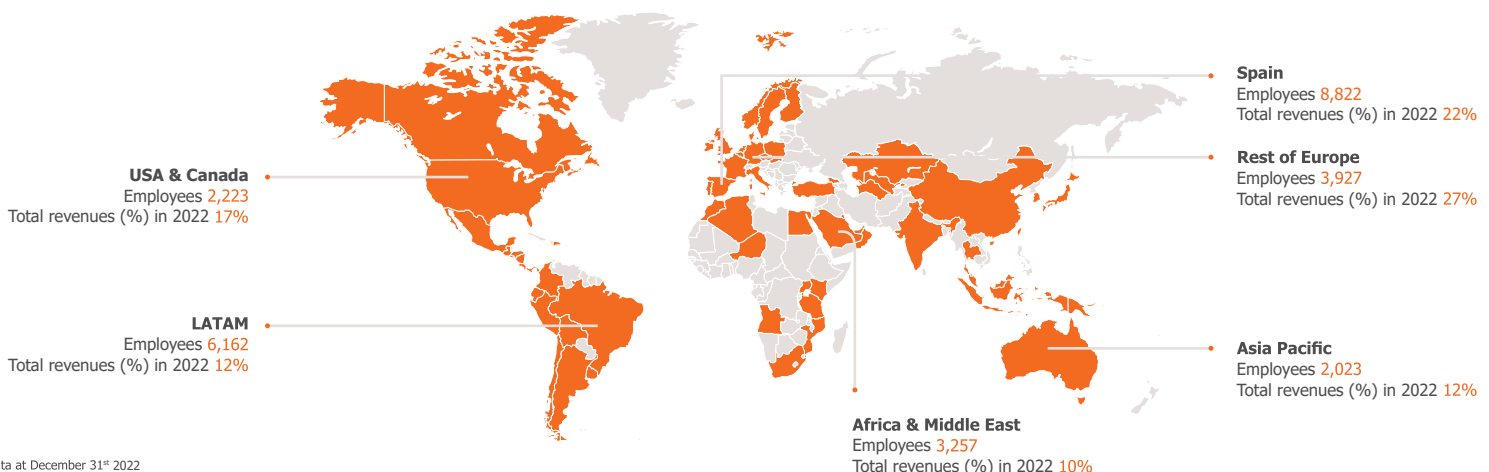 Spain
Employees 8,822
Total revenues (%) in 2022 22%
Rest of Europe
Employees 3,927
Total revenues (%) in 2022 27%
USA & Canada
Employees 2,223
Total revenues (%) in 2022 17%
LATAM
Employees 6,162
Total revenues (%) in 2022 12%
Asia Pacific
Employees 2,023
Total revenues (%) in 2022 12%
Africa & Middle East
Employees 3,257
Total revenues (%) in 2022 10%
ta at December 31st 2022